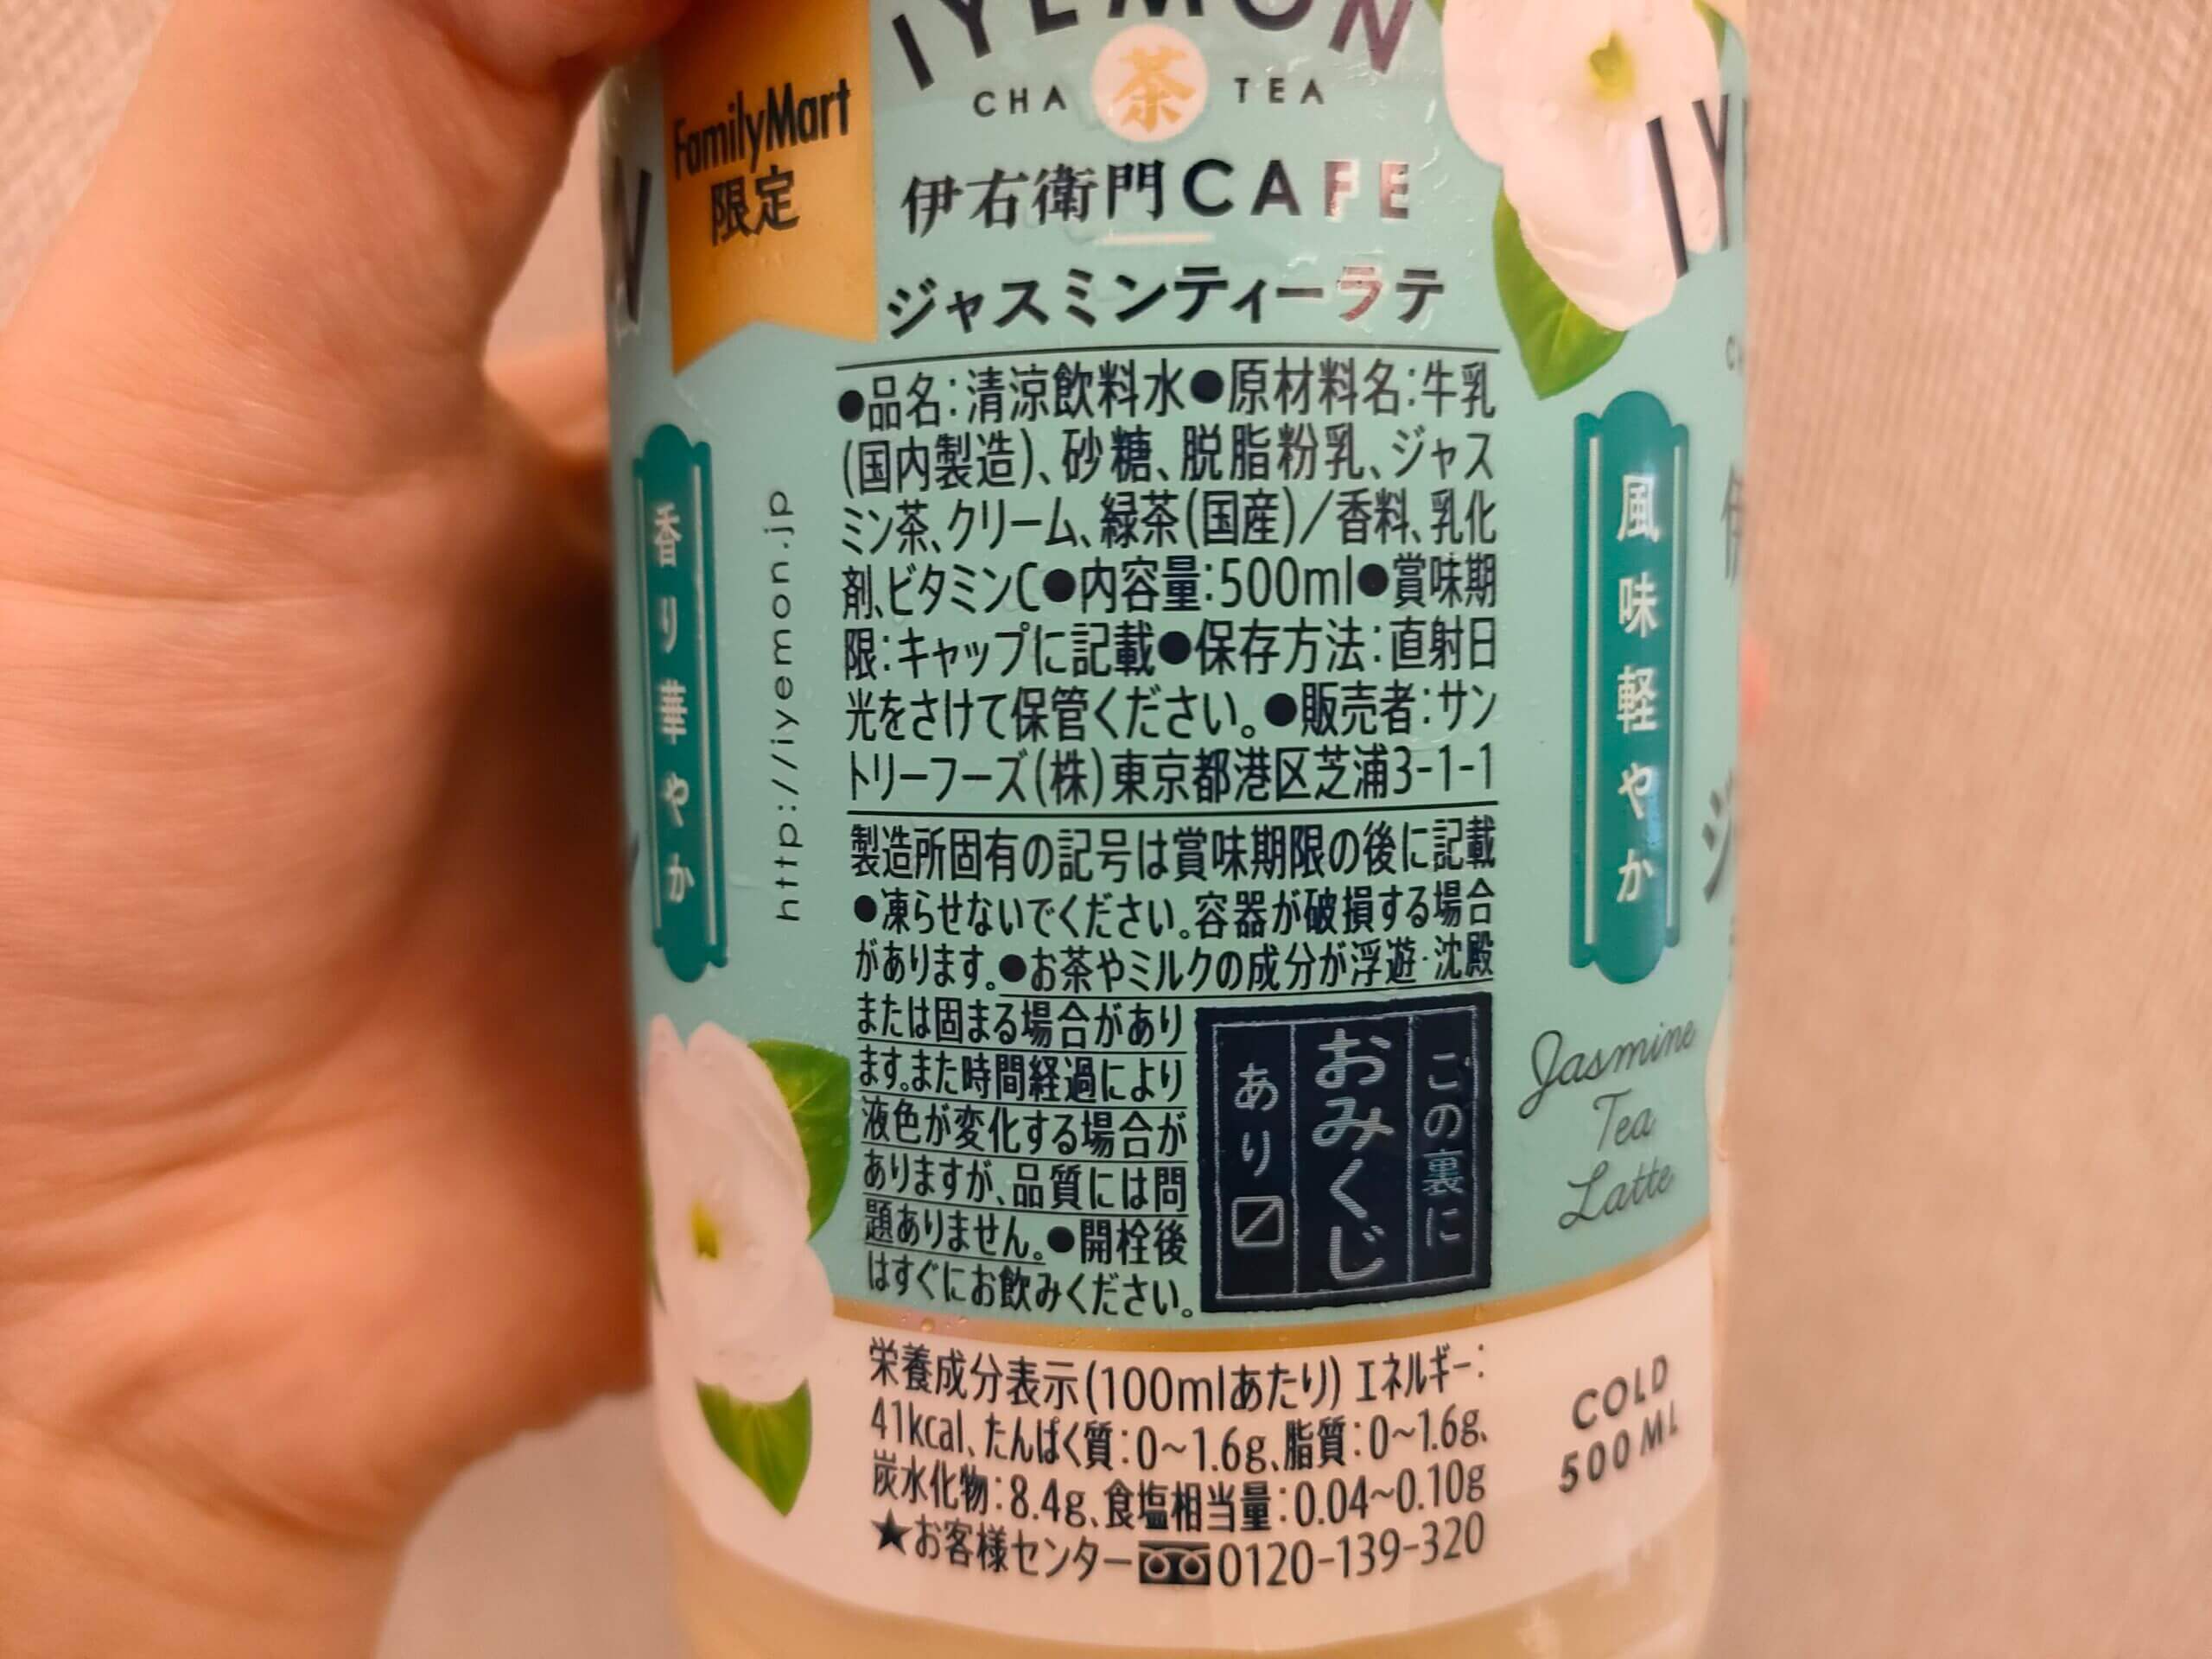 IYEMON
CHA 茶 TEA
FamilyMart
限定
伊右衛門CAFE
ジャスミンティーラテ
●品名:清涼飲料水●原材料名:牛乳
(国内製造)、砂糖、脱脂粉乳、ジャス
ミン茶、クリーム、緑茶(国産)/香料、乳化
剤、ビタミンC●内容量:500ml●賞味期
限:キャップに記載●保存方法:直射日
光をさけて保管ください。●販売者:サン
トリーフーズ(株)東京都港区芝浦3-1-1
製造所固有の記号は賞味期限の後に記載
●凍らせないでください。容器が破損する場合
があります。●お茶やミルクの成分が浮遊·沈殿
または固まる場合があり
ます。また時間経過により
液色が変化する場合が
ありますが、品質には問
題ありません。●開栓後
はすぐにお飲みください。
この裏に
おみくじ
あり
栄養成分表示(100mlあたり)エネルギー:
41kcal、たんぱく質:0~1.6g、脂質:0~1.6g、
炭水化物:8.4g、食塩相当量:0.04~0.10g
★お客様センター 0120-139-320
http://iyemon.jp
香り華やか
風味軽やか
Jasmine
Tea
Latte
COLD
500ML